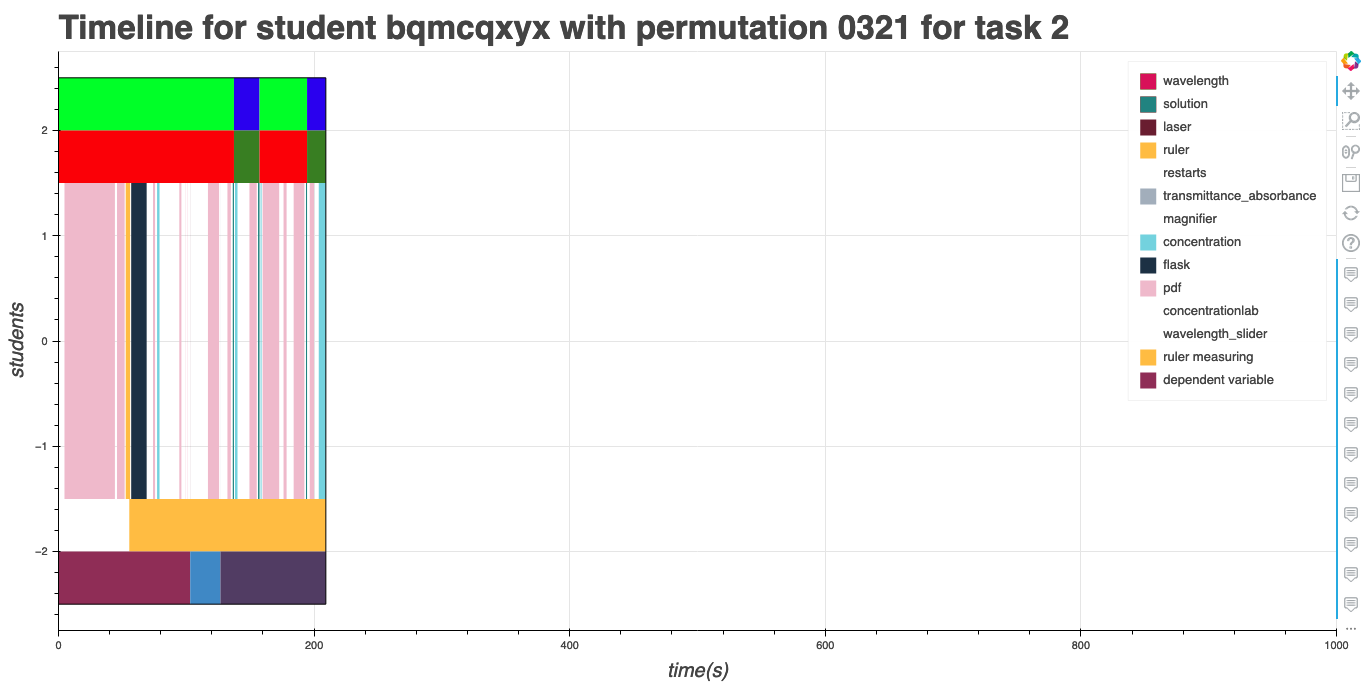 Timeline for student bqmcqxyx with permutation 0321 for task 2
wavelength
solution
laser
ruler
restarts
transmittance_absorbance
magnifier
concentration
flask
pdf
concentrationlab
wavelength_slider
ruler measuring
dependent variable
students
2
1
0
−1
−2
0 200 400 600 800 1000
time(s)